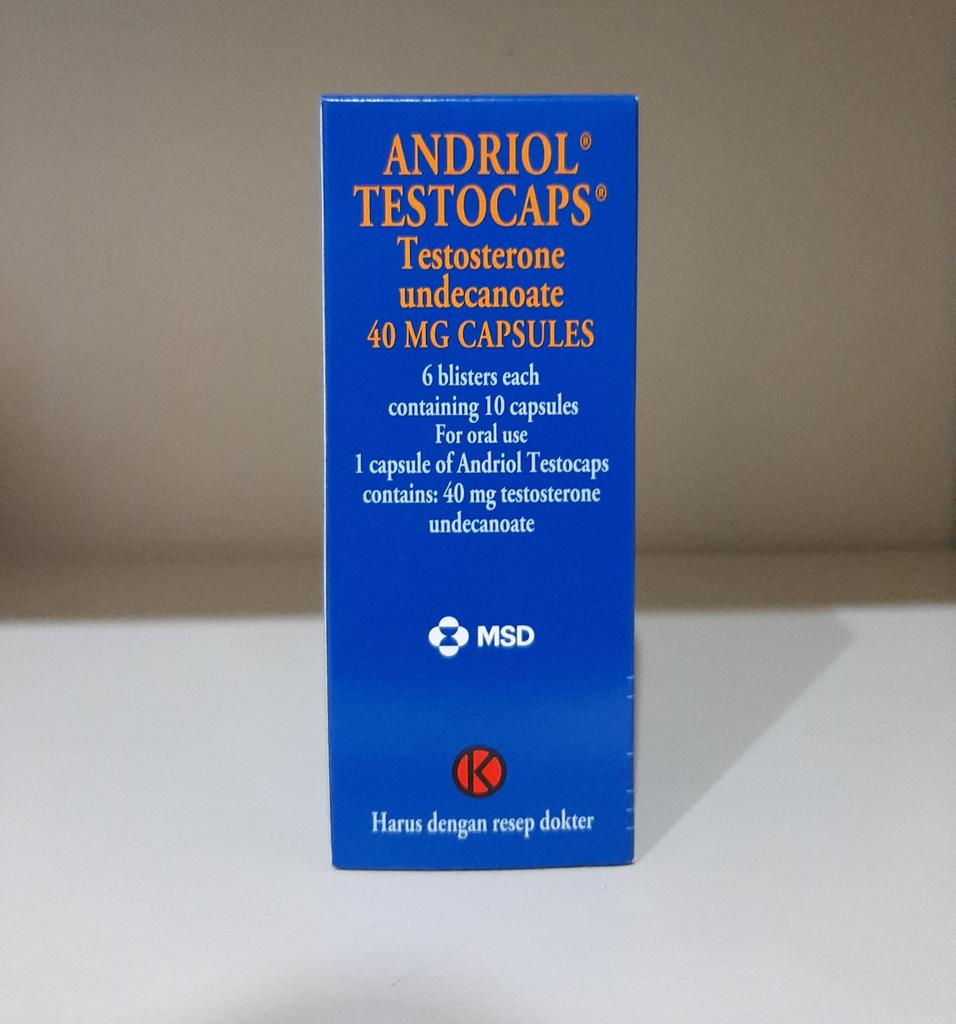 ANDRIOL®
TESTOCAPS®
Testosterone
undecanoate
40 MG CAPSULES
6 blisters each
containing 10 capsules
For oral use
1 capsule of Andriol Testocaps
contains: 40 mg testosterone
undecanoate
MSD
K
Harus dengan resep dokter